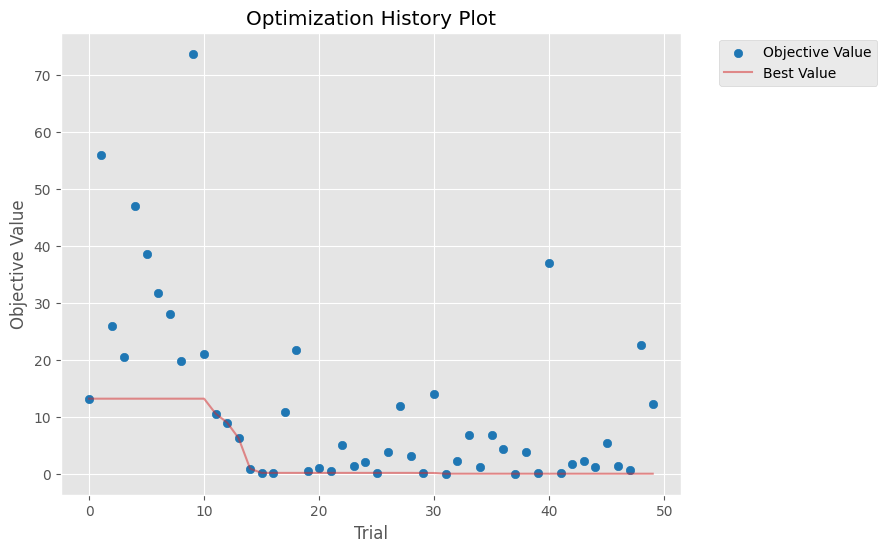 Optimization History Plot
Objective Value
Best Value
Objective Value
70
60
50
40
30
20
10
0
0 10 20 30 40 50
Trial